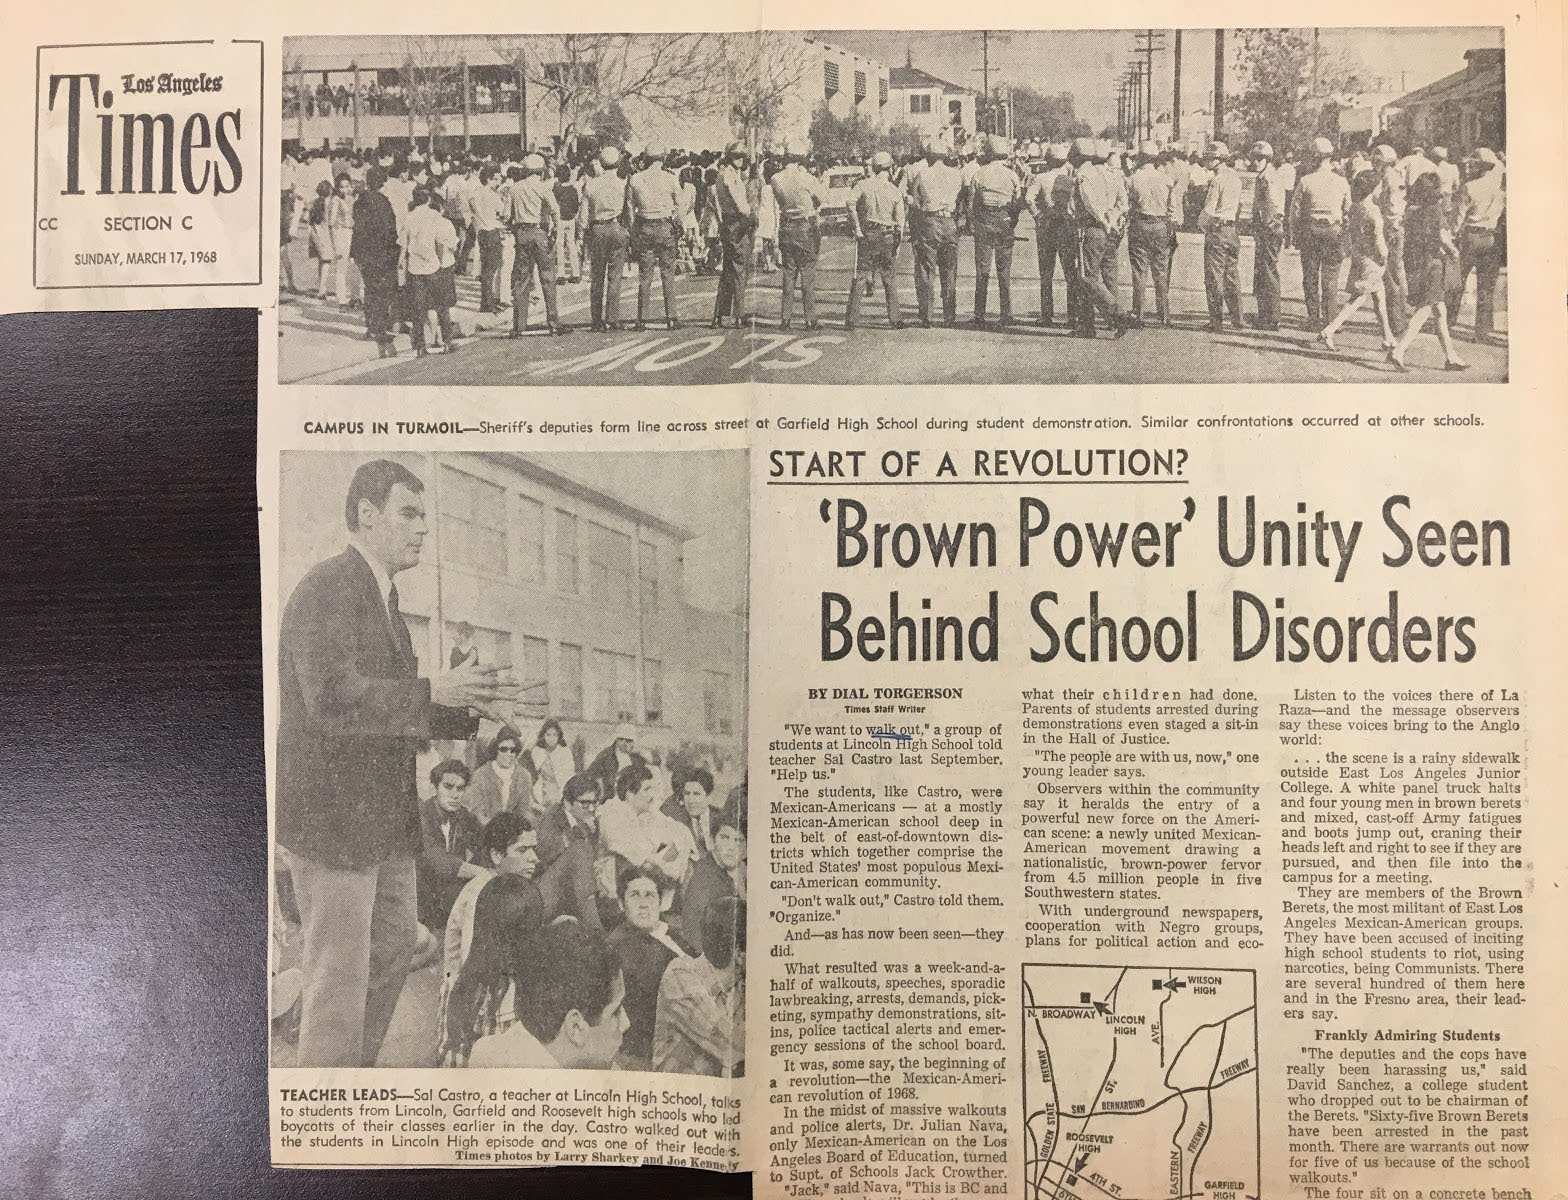 Los Angeles
Times
CC SECTION C
SUNDAY, MARCH 17, 1968
SLOW
CAMPUS IN TURMOIL—Sheriff's deputies form line across street at Garfield High School during student demonstration. Similar confrontations occurred at other schools.
TEACHER LEADS—Sal Castro, a teacher at Lincoln High School, talks
to students from Lincoln, Garfield and Roosevelt high schools who led
boycotts of their classes earlier in the day. Castro walked out with
the students in Lincoln High episode and was one of their leaders.
Times photos by Larry Sharkey and Joe Kennedy
START OF A REVOLUTION?
'Brown Power' Unity Seen
Behind School Disorders
BY DIAL TORGERSON
Times Staff Writer
"We want to walk out," a group of
students at Lincoln High School told
teacher Sal Castro last September.
"Help us."
The students, like Castro, were
Mexican-Americans — at a mostly
Mexican-American school deep in
the belt of east-of-downtown dis-
tricts which together comprise the
United States' most populous Mexi-
can-American community.
"Don't walk out," Castro told them.
"Organize."
And—as has now been seen—they
did.
What resulted was a week-and-a-
half of walkouts, speeches, sporadic
lawbreaking, arrests, demands, pick-
eting, sympathy demonstrations, sit-
ins, police tactical alerts and emer-
gency sessions of the school board.
It was, some say, the beginning of
a revolution—the Mexican-Ameri-
can revolution of 1968.
In the midst of massive walkouts
and police alerts, Dr. Julian Nava,
only Mexican-American on the Los
Angeles Board of Education, turned
to Supt. of Schools Jack Crowther.
"Jack," said Nava, "This is BC and
what their children had done.
Parents of students arrested during
demonstrations even staged a sit-in
in the Hall of Justice.
"The people are with us, now," one
young leader says.
Observers within the community
say it heralds the entry of a
powerful new force on the Ameri-
can scene: a newly united Mexican-
American movement drawing a
nationalistic, brown-power fervor
from 4.5 million people in five
Southwestern states.
With underground newspapers,
cooperation with Negro groups,
plans for political action and eco-
WILSON
HIGH
N. BROADWAY
LINCOLN
HIGH
AVE.
FREEWAY
FREEWAY
ST.
SAN BERNARDINO
GOLDEN STATE
ROOSEVELT
HIGH
FREEWAY
4TH ST.
6TH
EASTERN
GARFIELD
HIGH
Listen to the voices there of La
Raza—and the message observers
say these voices bring to the Anglo
world:
. . . the scene is a rainy sidewalk
outside East Los Angeles Junior
College. A white panel truck halts
and four young men in brown berets
and mixed, cast-off Army fatigues
and boots jump out, craning their
heads left and right to see if they are
pursued, and then file into the
campus for a meeting.
They are members of the Brown
Berets, the most militant of East Los
Angeles Mexican-American groups.
They have been accused of inciting
high school students to riot, using
narcotics, being Communists. There
are several hundred of them here
and in the Fresno area, their lead-
ers say.
Frankly Admiring Students
"The deputies and the cops have
really been harassing us," said
David Sanchez, a college student
who dropped out to be chairman of
the Berets. "Sixty-five Brown Berets
have been arrested in the past
month. There are warrants out now
for five of us because of the school
walkouts."
The four sit on a concrete bench